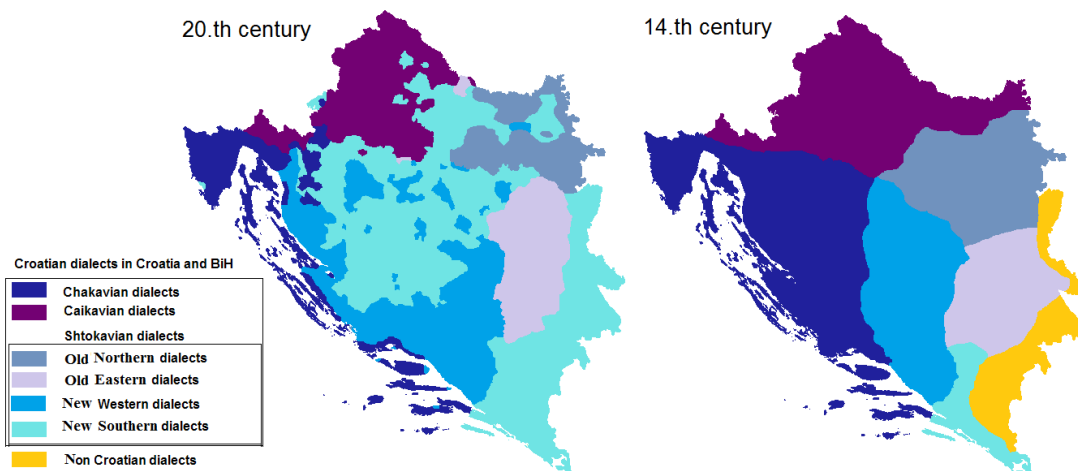 20.th century
14.th century
Croatian dialects in Croatia and BiH
Chakavian dialects
Caikavian dialects
Shtokavian dialects
Old Northern dialects
Old Eastern dialects
New Western dialects
New Southern dialects
Non Croatian dialects